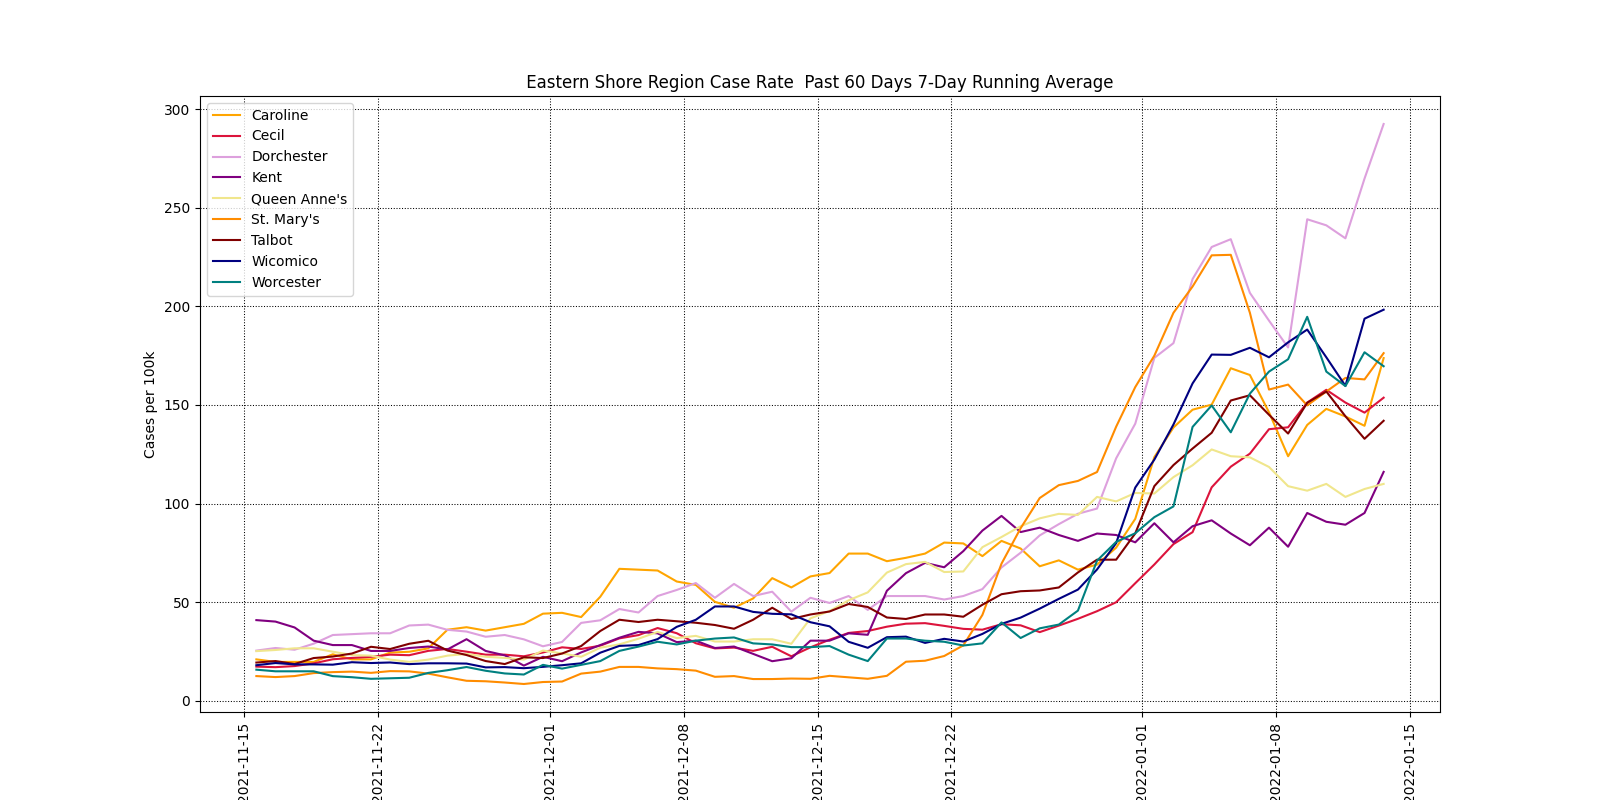 Eastern Shore Region Case Rate  Past 60 Days 7-Day Running Average
300
250
200
150
100
50
0
Cases per 100k
Caroline
Cecil
Dorchester
Kent
Queen Anne's
St. Mary's
Talbot
Wicomico
Worcester
2021-11-15
2021-11-22
2021-12-01
2021-12-08
2021-12-15
2021-12-22
2022-01-01
2022-01-08
2022-01-15